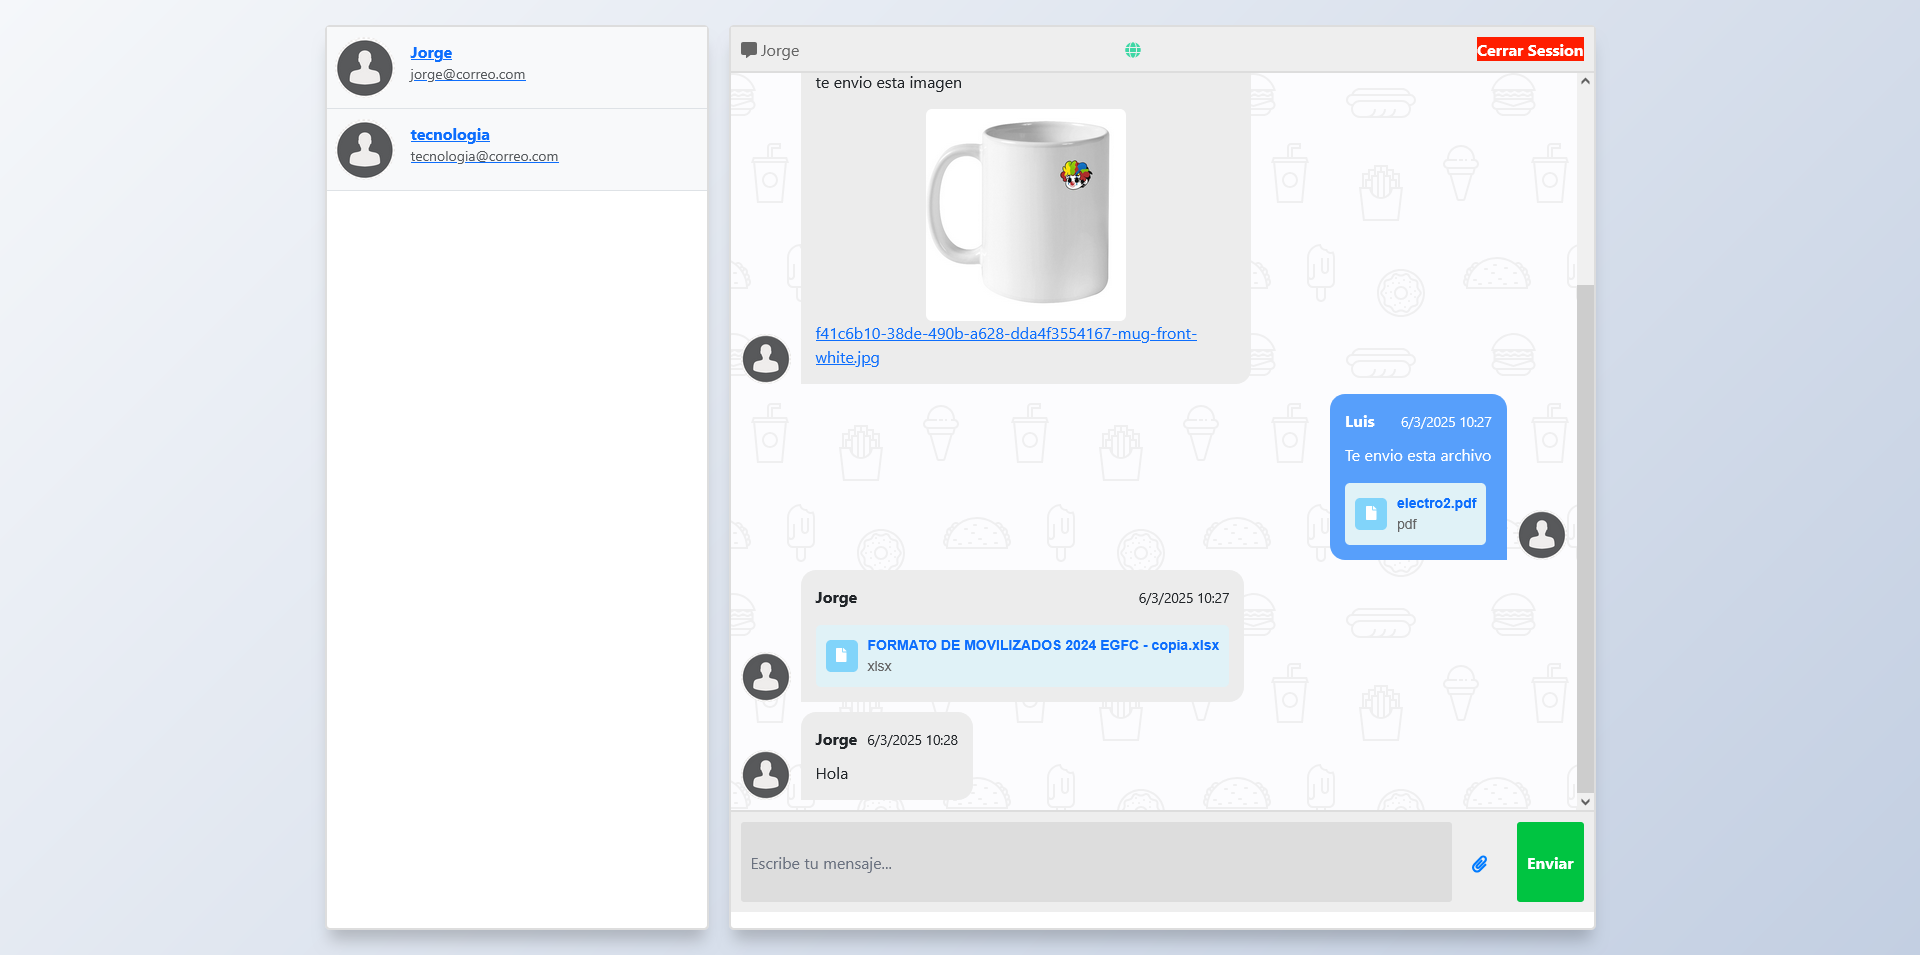 Jorge
jorge@correo.com
tecnologia
tecnologia@correo.com
Jorge
Cerrar Session
te envio esta imagen
f41c6b10-38de-490b-a628-dda4f3554167-mug-front-
white.jpg
Luis 6/3/2025 10:27
Te envio esta archivo
electro2.pdf
pdf
Jorge 6/3/2025 10:27
FORMATO DE MOVILIZADOS 2024 EGFC - copia.xlsx
xlsx
Jorge 6/3/2025 10:28
Hola
Escribe tu mensaje...
Enviar